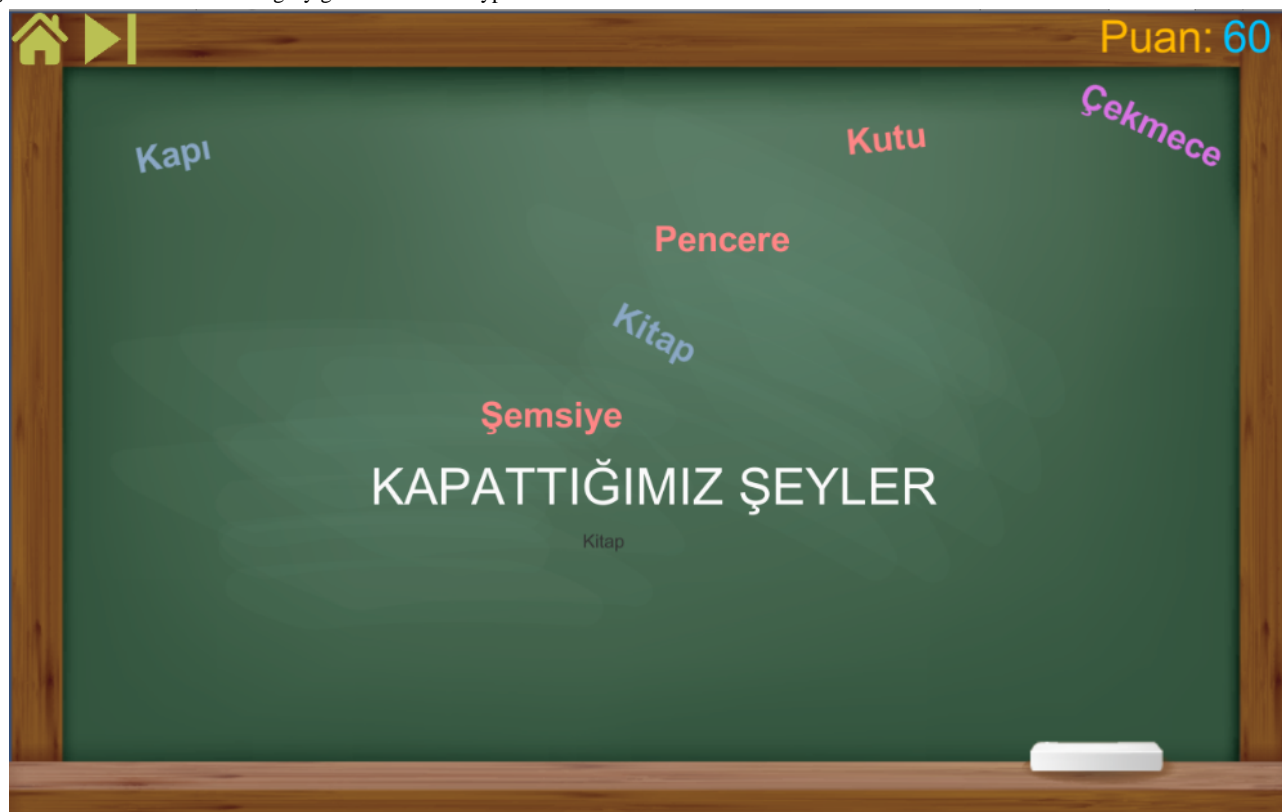 Puan: 60
Çekmece
Kapı
Kutu
Pencere
Kitap
Şemsiye
KAPATTIĞIMIZ ŞEYLER
Kitap